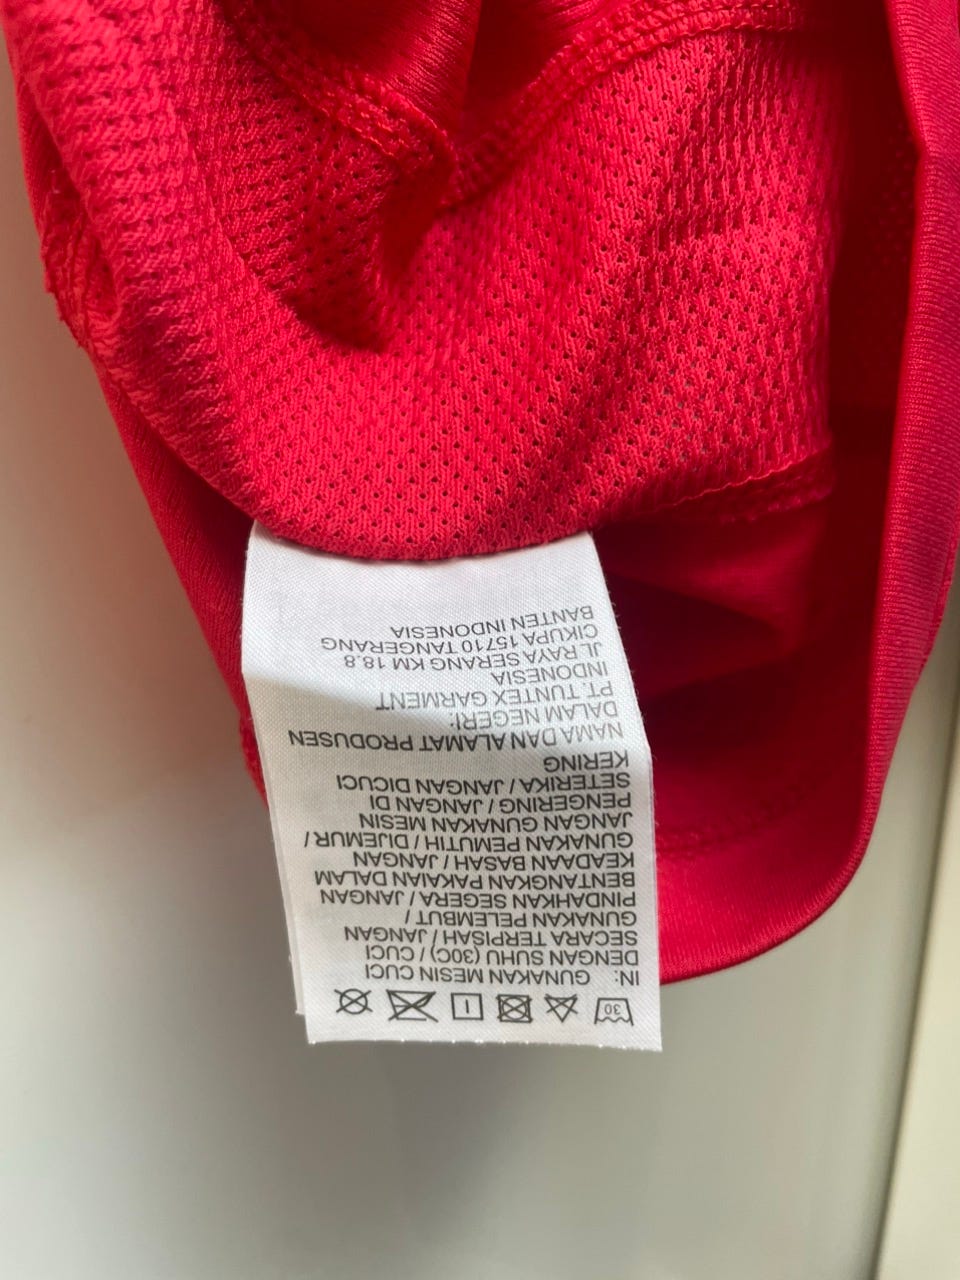 30
IN: GUNAKAN MESIN CUCI
DENGAN SUHU (30C) / CUCI
SECARA TERPISAH / JANGAN
GUNAKAN PELEMBUT /
PINDAHKAN SEGERA / JANGAN
BENTANGKAN PAKAIAN DALAM
KEADAAN BASAH / JANGAN
GUNAKAN PEMUTIH / DIJEMUR /
JANGAN GUNAKAN MESIN
PENGERING / JANGAN DI
SETERIKA / JANGAN DICUCI
KERING
NAMA DAN ALAMAT PRODUSEN
DALAM NEGERI:
PT. TUNTEX GARMENT
INDONESIA
JL RAYA SERANG KM 18.8
CIKUPA 15710 TANGERANG
BANTEN INDONESIA